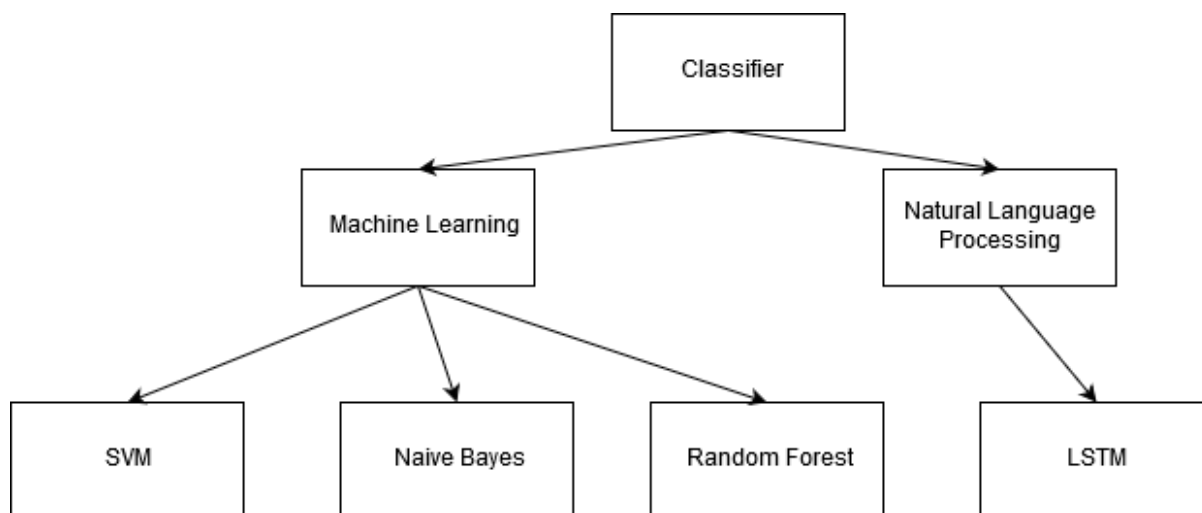 Classifier
Machine Learning
Natural Language
Processing
SVM
Naive Bayes
Random Forest
LSTM